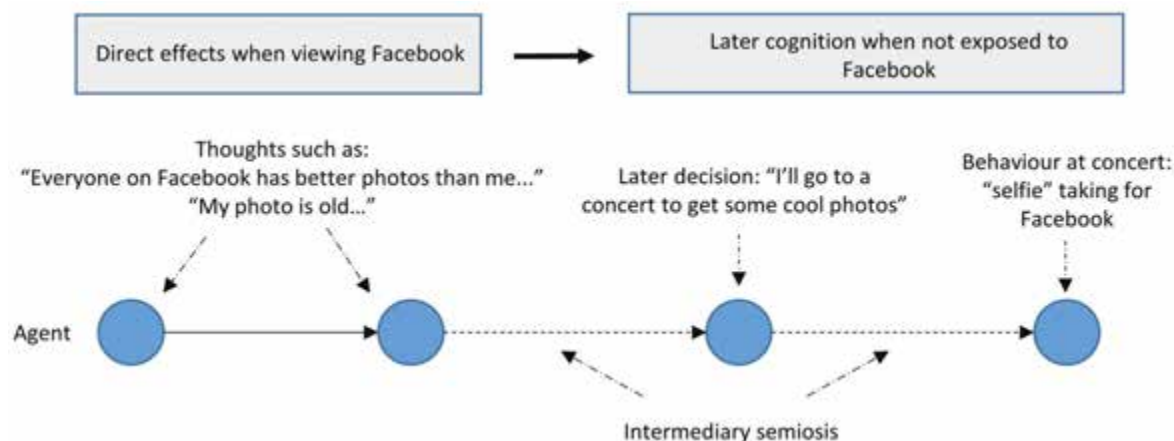 Direct effects when viewing Facebook
Later cognition when not exposed to
Facebook
Thoughts such as:
“Everyone on Facebook has better photos than me...”
“My photo is old...”
Later decision: “I’ll go to a
concert to get some cool photos”
Behaviour at concert:
“selfie” taking for
Facebook
Agent
Intermediary semiosis